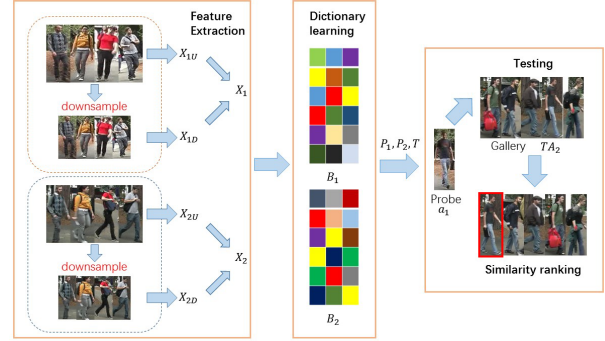 Feature
Extraction
X1U
downsample
X1
X1D
X2U
downsample
X2
X2D
Dictionary
learning
B1
B2
P1, P2, T
Testing
Gallery TA2
Probe
a1
Similarity ranking